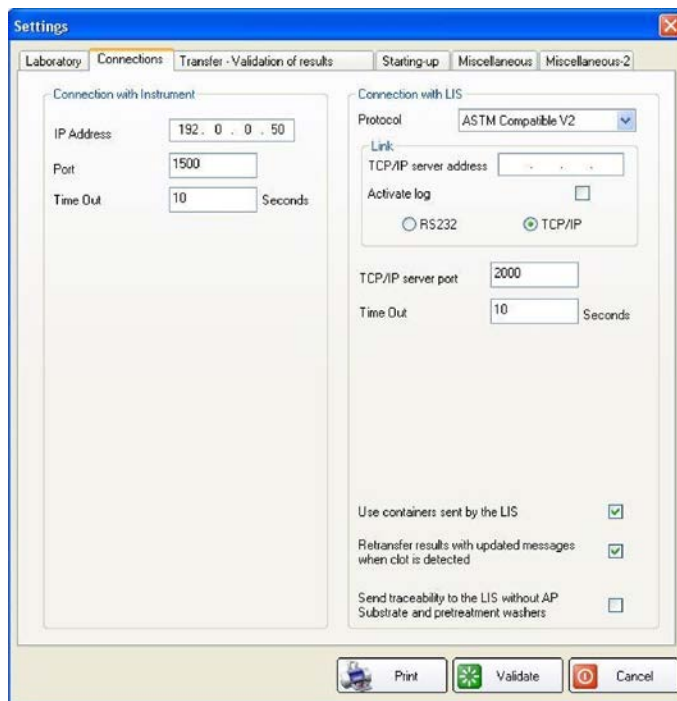 Settings
Laboratory
Connections
Transfer - Validation of results
Starting-up
Miscellaneous
Miscellaneous-2
Connection with Instrument
IP Address
192 . 0 . 0 . 50
Port
1500
Time Out
10
Seconds
Connection with LIS
Protocol
ASTM Compatible V2
Link
TCP/IP server address
. . .
Activate log
RS232
TCP/IP
TCP/IP server port
2000
Time Out
10
Seconds
Use containers sent by the LIS
Retransfer results with updated messages
when clot is detected
Send traceability to the LIS without AP
Substrate and pretreatment washers
Print
Validate
Cancel